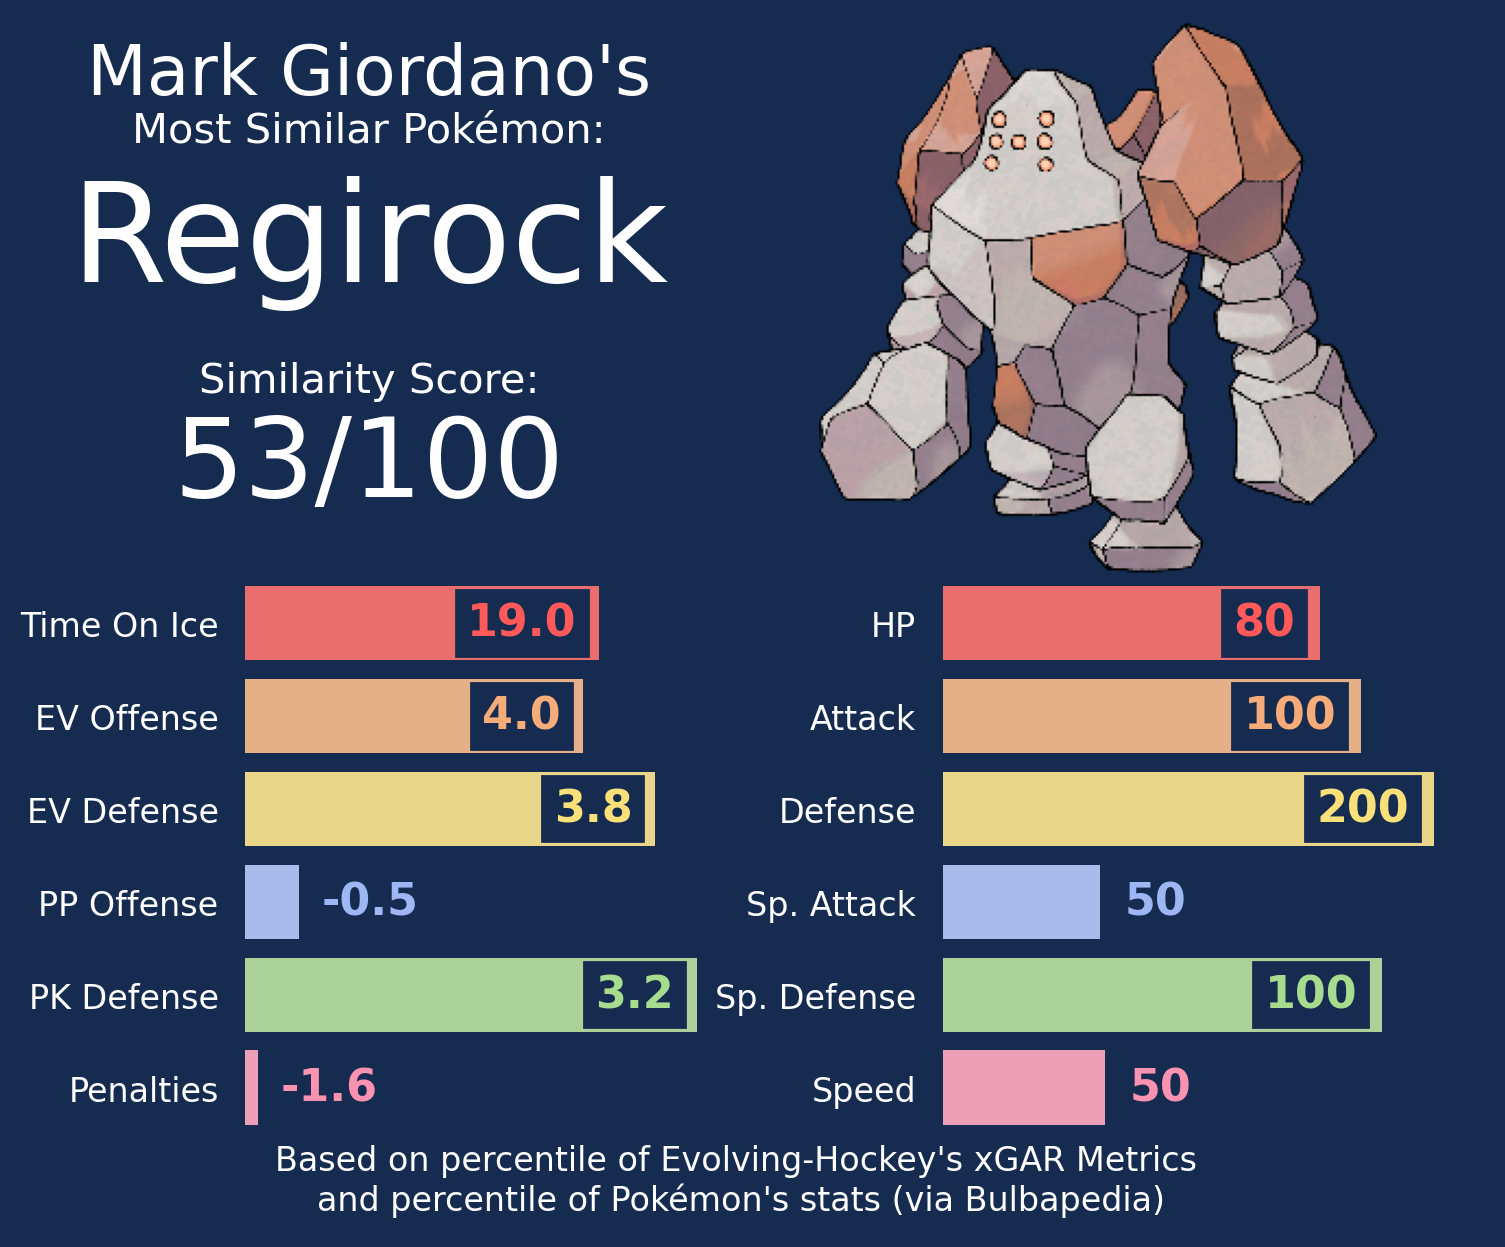 Mark Giordano's
Most Similar Pokémon:
Regirock
Similarity Score:
53/100
Time On Ice 19.0
EV Offense 4.0
EV Defense 3.8
PP Offense -0.5
PK Defense 3.2
Penalties -1.6
HP 80
Attack 100
Defense 200
Sp. Attack 50
Sp. Defense 100
Speed 50
Based on percentile of Evolving-Hockey's xGAR Metrics
and percentile of Pokémon's stats (via Bulbapedia)